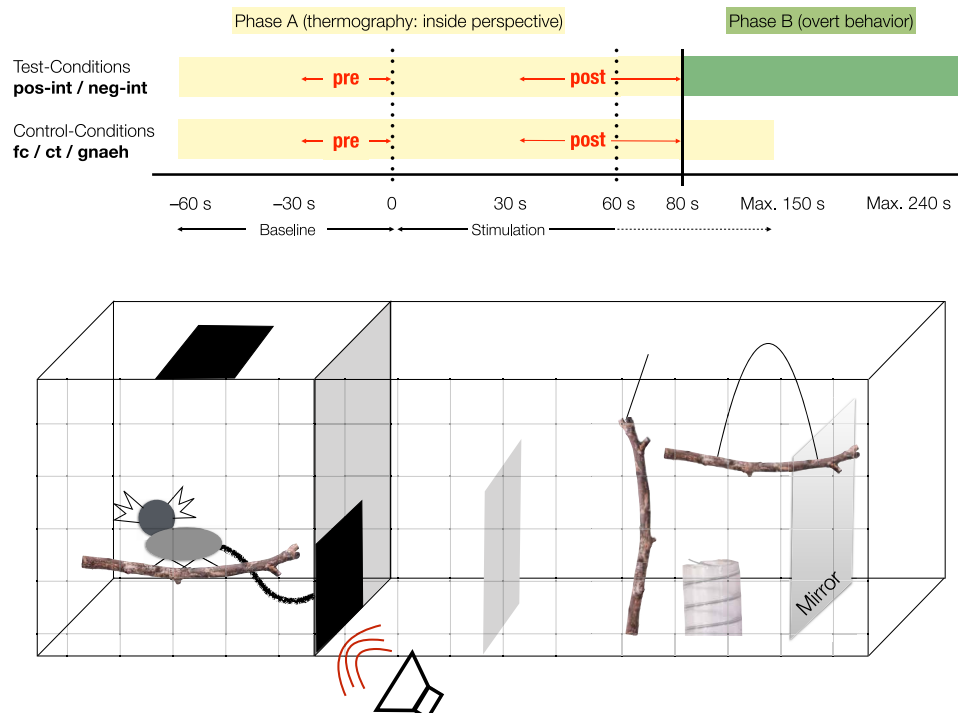 Phase A (thermography: inside perspective)
Phase B (overt behavior)
Test-Conditions
pos-int / neg-int
pre
post
Control-Conditions
fc / ct / gnaeh
pre
post
–60 s
–30 s
0
30 s
60 s
80 s
Max. 150 s
Max. 240 s
Baseline
Stimulation
Mirror